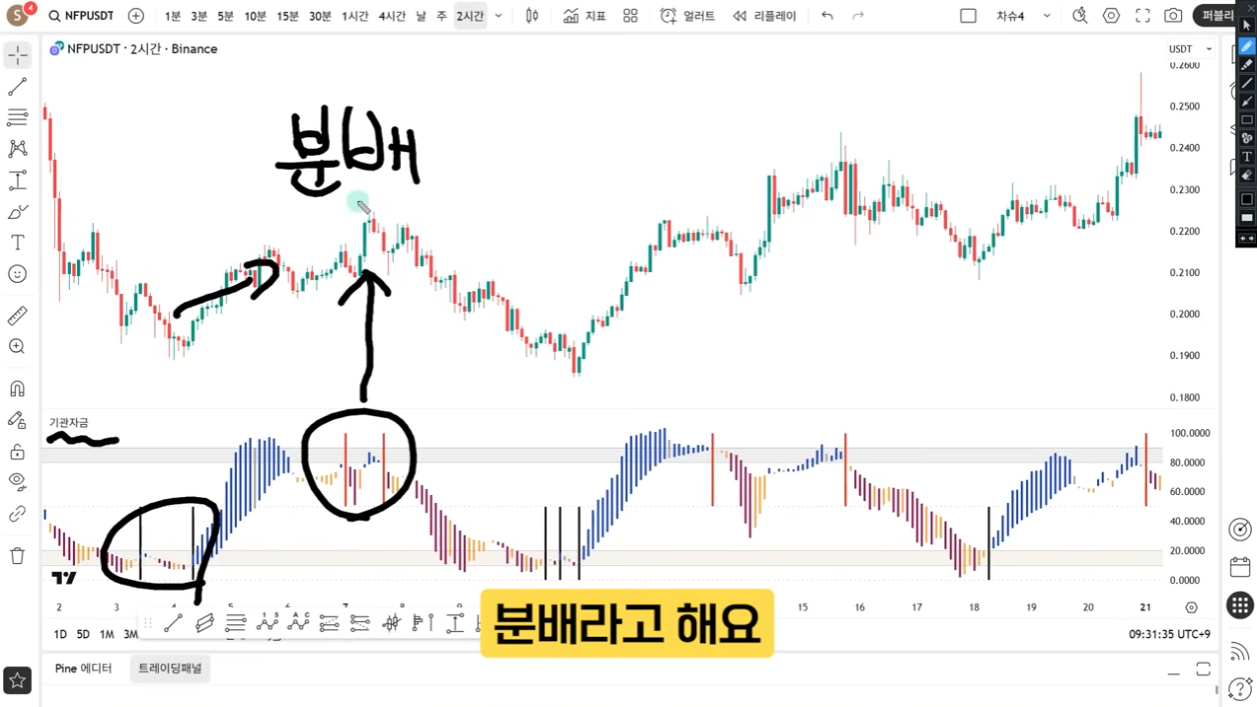 S 4 NFPUSDT 1분 3분 5분 10분 15분 30분 1시간 4시간 날 주 2시간 지표 얼러트 리플레이 차슈4 퍼블리
NFPUSDT · 2시간 · Binance
USDT
0.2600
0.2500
0.2400
0.2300
0.2200
0.2100
0.2000
0.1900
0.1800
분배
기관자금
100.0000
80.0000
60.0000
40.0000
20.0000
0.0000
2 3 4 5 6 7 8 9 15 16 17 18 19 20 21
분배라고 해요
1D 5D 1M 3M
09:31:35 UTC+9
Pine 에디터 트레이딩패널